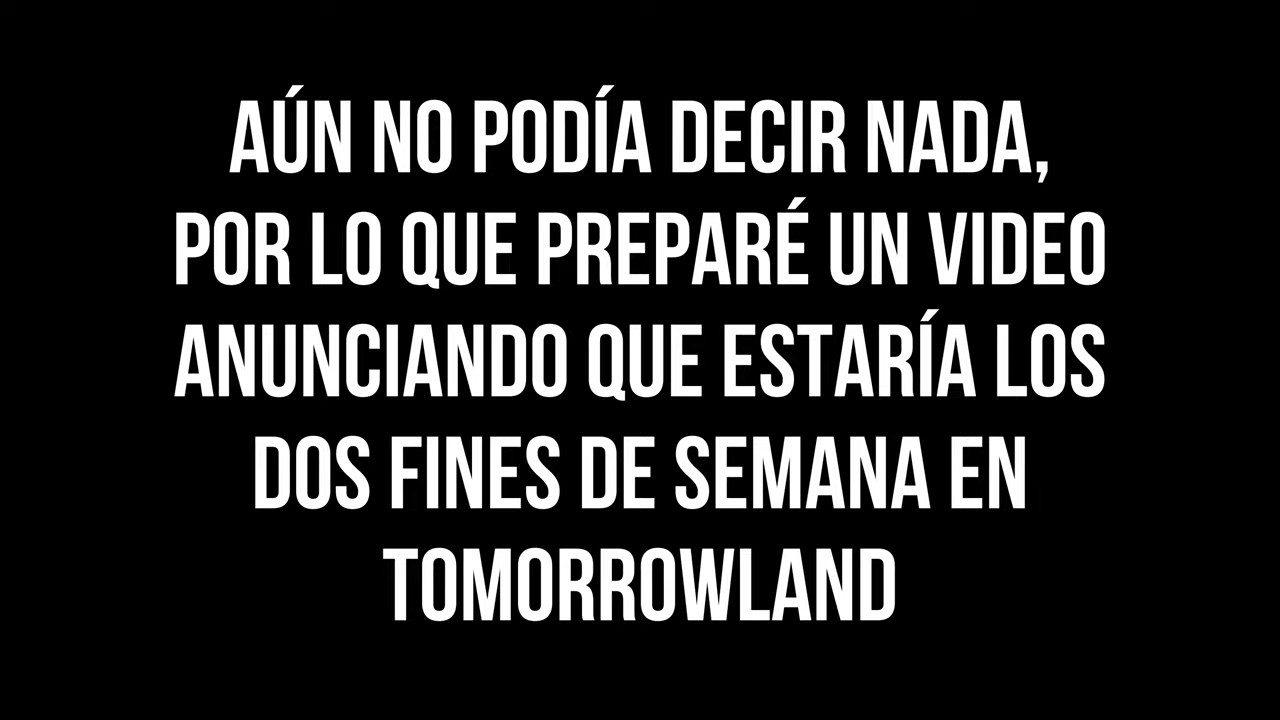 AÚN NO PODÍA DECIR NADA,
POR LO QUE PREPARÉ UN VIDEO
ANUNCIANDO QUE ESTARÍA LOS
DOS FINES DE SEMANA EN
TOMORROWLAND